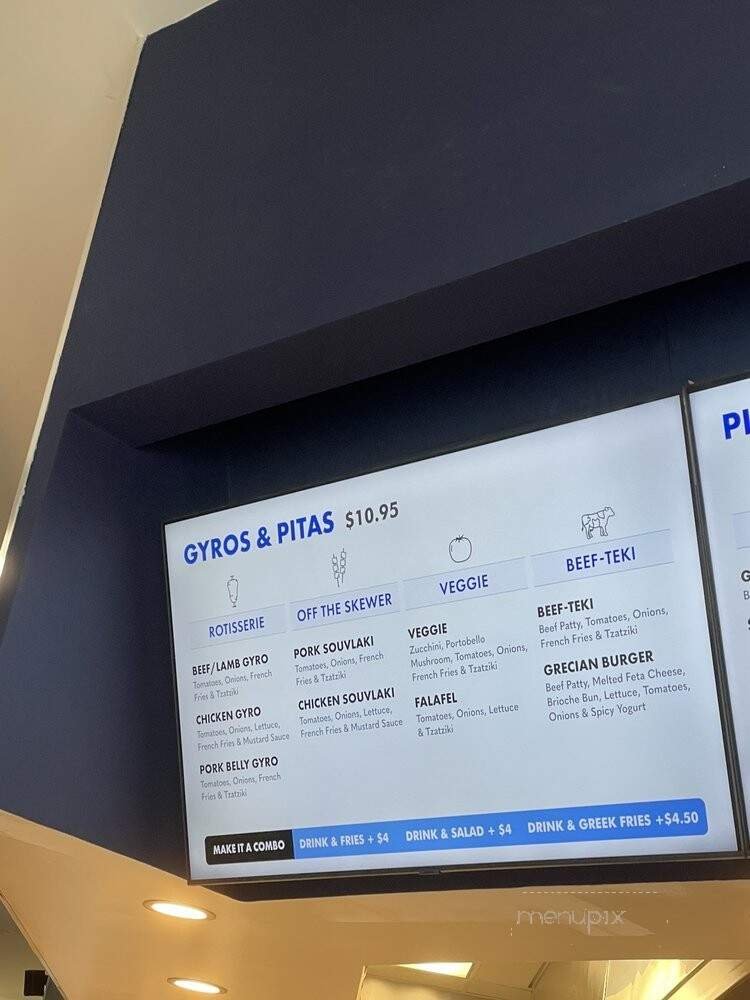 GYROS & PITAS $10.95
ROTISSERIE
BEEF/LAMB GYRO
Tomatoes, Onions, French
Fries & Tzatziki
CHICKEN GYRO
Tomatoes, Onions, Lettuce,
French Fries & Mustard Sauce
PORK BELLY GYRO
Tomatoes, Onions, French
Fries & Tzatziki
OFF THE SKEWER
PORK SOUVLAKI
Tomatoes, Onions, French
Fries & Tzatziki
CHICKEN SOUVLAKI
Tomatoes, Onions, Lettuce,
French Fries & Mustard Sauce
VEGGIE
VEGGIE
Zucchini, Portobello
Mushroom, Tomatoes, Onions,
French Fries & Tzatziki
FALAFEL
Tomatoes, Onions, Lettuce
& Tzatziki
BEEF-TEKI
BEEF-TEKI
Beef Patty, Tomatoes, Onions,
French Fries & Tzatziki
GRECIAN BURGER
Beef Patty, Melted Feta Cheese,
Brioche Bun, Lettuce, Tomatoes,
Onions & Spicy Yogurt
MAKE IT A COMBO DRINK & FRIES + $4 DRINK & SALAD + $4 DRINK & GREEK FRIES +$4.50
menupix